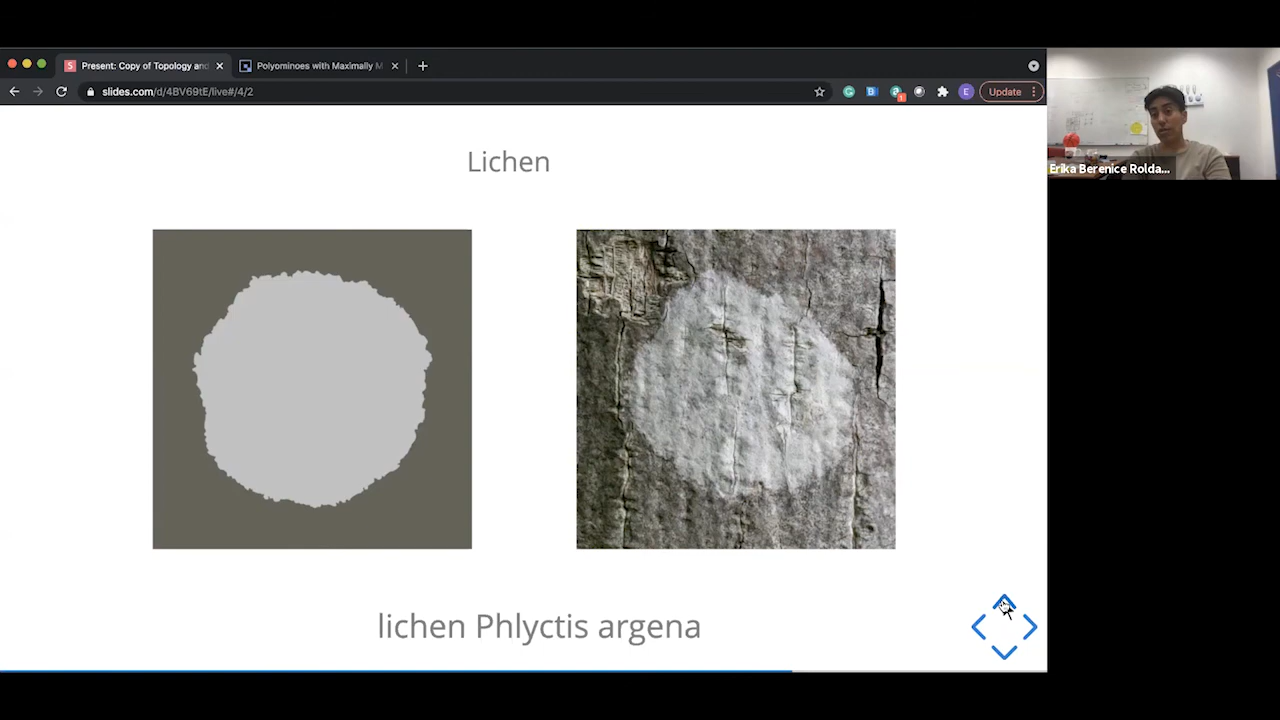 Present: Copy of Topology and
Polyominoes with Maximally M
slides.com/d/4BV69tE/live#/4/2
E
Update
Erika Berenice Rolda...
Lichen
lichen Phlyctis argena